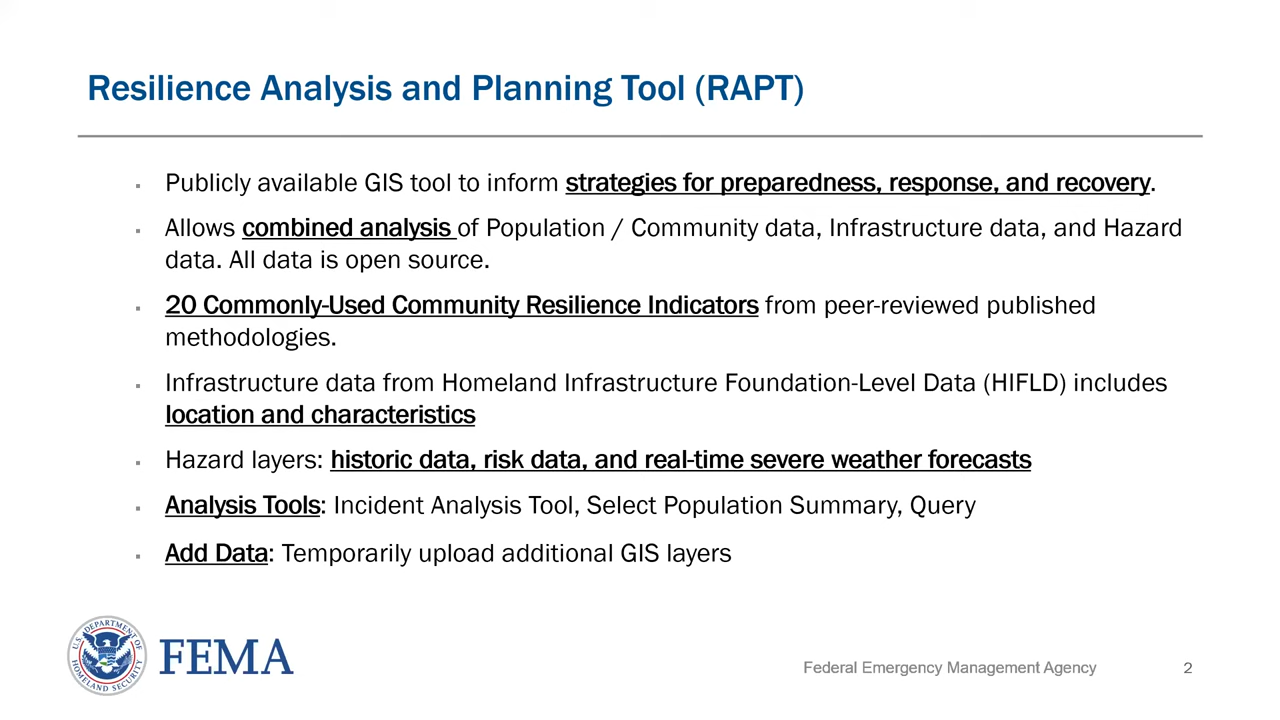 Resilience Analysis and Planning Tool (RAPT)
▪ Publicly available GIS tool to inform strategies for preparedness, response, and recovery.
▪ Allows combined analysis of Population / Community data, Infrastructure data, and Hazard
data. All data is open source.
▪ 20 Commonly-Used Community Resilience Indicators from peer-reviewed published
methodologies.
▪ Infrastructure data from Homeland Infrastructure Foundation-Level Data (HIFLD) includes
location and characteristics
▪ Hazard layers: historic data, risk data, and real-time severe weather forecasts
▪ Analysis Tools: Incident Analysis Tool, Select Population Summary, Query
▪ Add Data: Temporarily upload additional GIS layers
U.S. DEPARTMENT OF
HOMELAND SECURITY
FEMA
Federal Emergency Management Agency
2